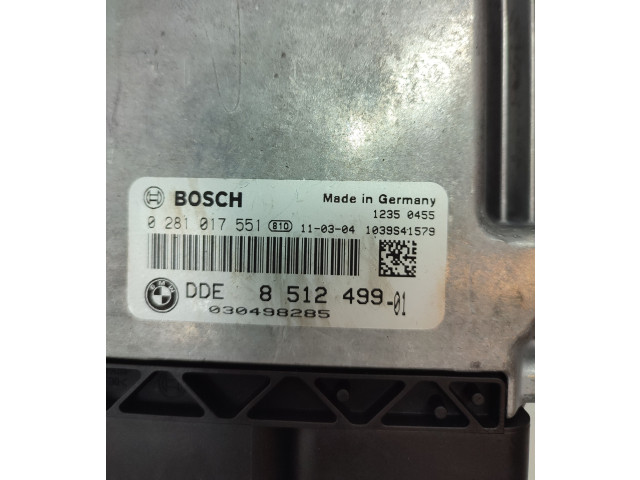 BOSCH Made in Germany
1235 0455
0 281 017 551 B10 11-03-04 1039S41579
DDE 8 512 499-01
030498285